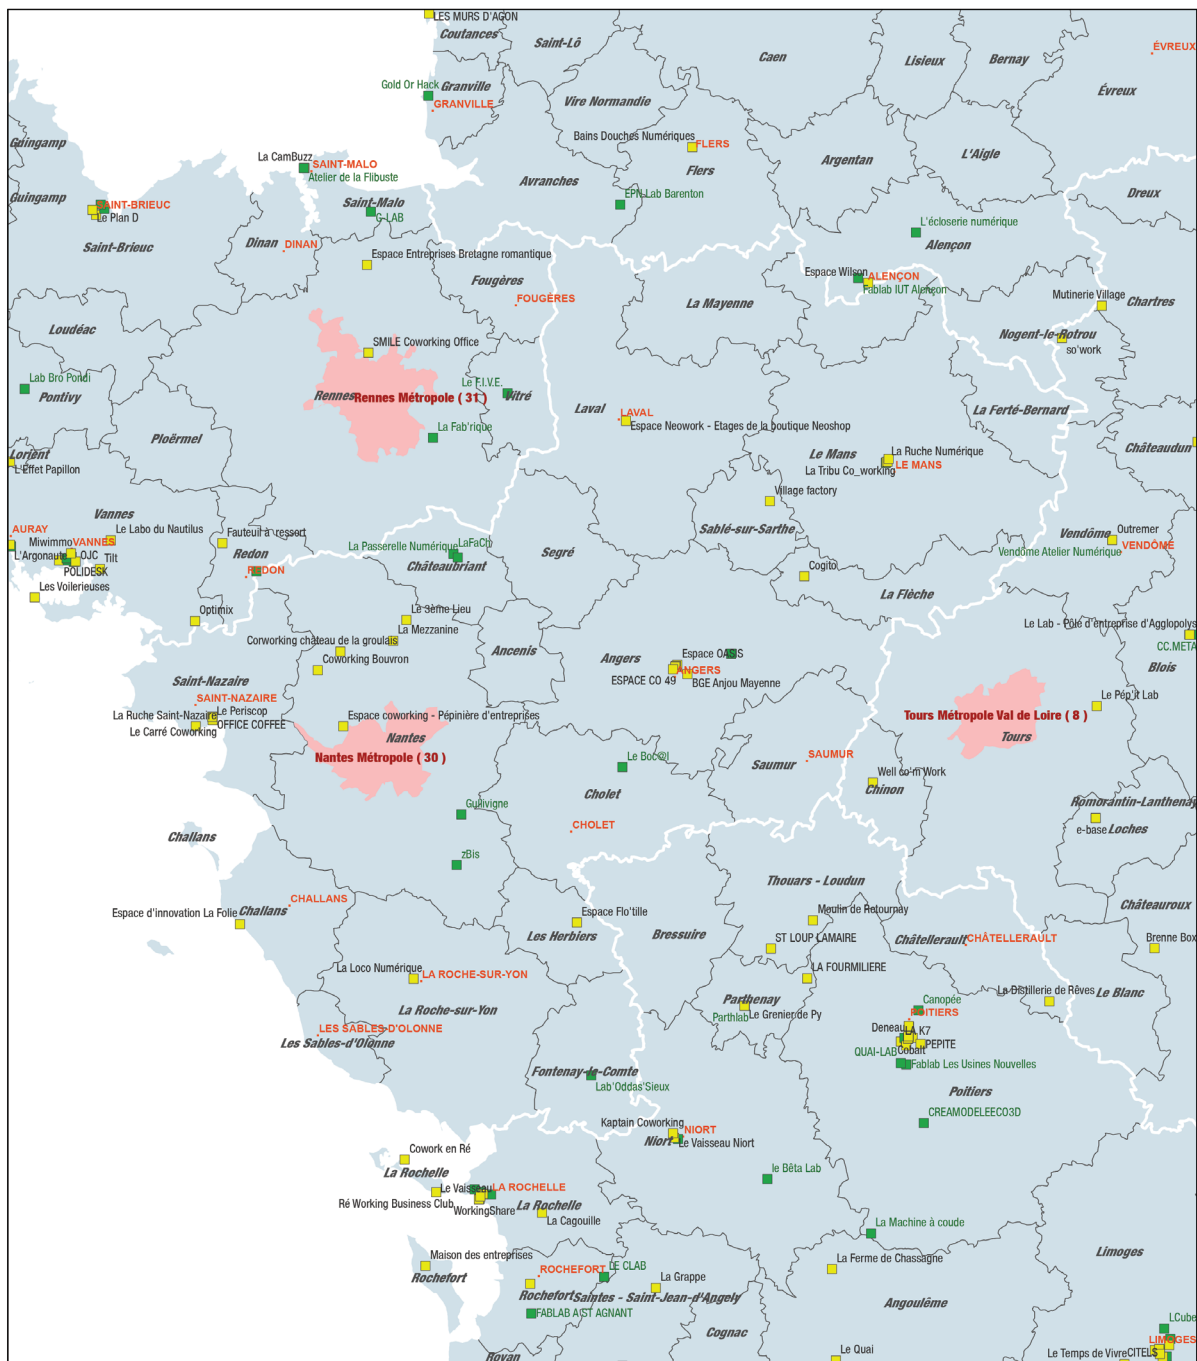 LES MURS D'AGON
Coutances
Saint-Lô
Caen
Lisieux
Bernay
ÉVREUX
Évreux
Gold Or Hack
Granville
GRANVILLE
Vire Normandie
Guingamp
Bains Douches Numériques
FLERS
Flers
Argentan
L'Aigle
La CamBuzz
SAINT-MALO
Atelier de la Flibuste
Avranches
Dreux
Guingamp
SAINT-BRIEUC
Le Plan D
Saint-Malo
C-LAB
EPN Lab Barenton
L'écloserie numérique
Alençon
Saint-Brieuc
Dinan
DINAN
Espace Entreprises Bretagne romantique
Fougères
FOUGÈRES
La Mayenne
Espace Wilson
ALENÇON
Fablab IUT Alençon
Mutinerie Village
Chartres
Loudéac
Nogent-le-Rotrou
so'work
SMILE Coworking Office
Lab Bro Pondi
Pontivy
Rennes
Rennes Métropole ( 31 )
Le F.I.V.E.
Vitré
Laval
LAVAL
Espace Neowork - Etages de la boutique Neoshop
La Ferté-Bernard
Ploërmel
La Fab'rique
Lorient
L'Effet Papillon
Le Mans
La Ruche Numérique
La Tribu Co_working
LE MANS
Châteaudun
Village factory
Vannes
Sablé-sur-Sarthe
AURAY
Miwimmo
VANNES
Le Labo du Nautilus
Fauteuil à ressort
Vendôme
Outremer
VENDÔME
Vendôme Atelier Numérique
L'Argonaute
OJC
Tilt
POLIDESK
Redon
REDON
La Passerelle Numérique
LaFaCh
Châteaubriant
Segré
Cogito
La Flèche
Les Voilerieuses
Optimix
Le 3ème Lieu
La Mezzanine
Corworking château de la groulais
Coworking Bouvron
Ancenis
Angers
Espace OASIS
ANGERS
ESPACE CO 49
BGE Anjou Mayenne
Le Lab - Pôle d'entreprise d'Agglopolys
CC.META
Blois
Saint-Nazaire
SAINT-NAZAIRE
La Ruche Saint-Nazaire
Le Periscop
OFFICE COFFEE
Le Carré Coworking
Espace coworking - Pépinière d'entreprises
Nantes
Nantes Métropole ( 30 )
Le Pép'it Lab
Tours Métropole Val de Loire ( 8 )
Tours
Le Boc@l
Saumur
SAUMUR
Well co'm Work
Chinon
Cholet
CHOLET
Gullivigne
Romorantin-Lanthenay
e-base
Loches
Challans
zBis
Thouars - Loudun
Châteauroux
CHALLANS
Challans
Espace d'innovation La Folie
Espace Flo'tille
Les Herbiers
Bressuire
Moulin de Retournay
ST LOUP LAMAIRE
Châtellerault
CHÂTELLERAULT
Brenne Box
La Loco Numérique
LA ROCHE-SUR-YON
La Roche-sur-Yon
LA FOURMILIERE
La Distillerie de Rêves
Le Blanc
Parthenay
Parthlab
Le Grenier de Py
Canopée
POITIERS
LES SABLES-D'OLONNE
Les Sables-d'Olonne
Deneau
LA K7
QUAI-LAB
Cobalt
PEPITE
Fablab Les Usines Nouvelles
Poitiers
Fontenay-le-Comte
Lab'Oddas'Sieux
CREAMODELEECO3D
Kaptain Coworking
NIORT
Niort
Le Vaisseau Niort
Cowork en Ré
La Rochelle
le Bêta Lab
Le Vaisseau
LA ROCHELLE
Ré Working Business Club
WorkingShare
La Rochelle
La Cagouille
La Machine à coude
Maison des entreprises
Rochefort
ROCHEFORT
LE CLAB
La Ferme de Chassagne
Limoges
La Grappe
Rochefort
Saintes - Saint-Jean-d'Angely
FABLAB A ST AGNANT
Angoulême
Cognac
LCube
LIMOGES
Royan
Le Quai
Le Temps de Vivre
CITELS